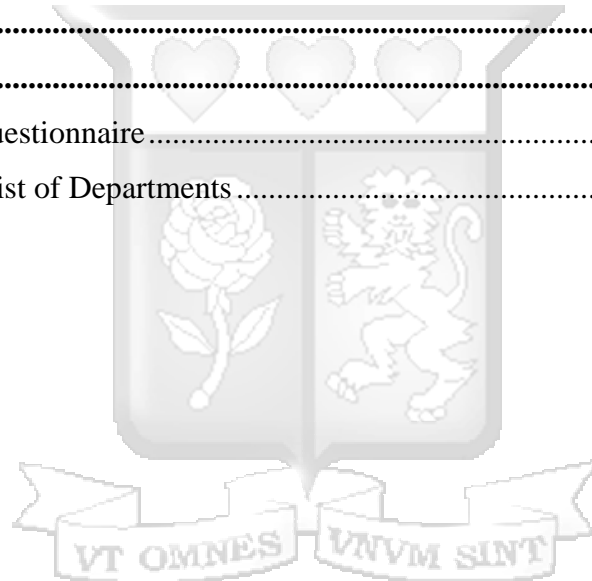 ..............................................................
..............................................................
uestionnaire..............................................................
ist of Departments..............................................................
VT OMNES VNVM SINT